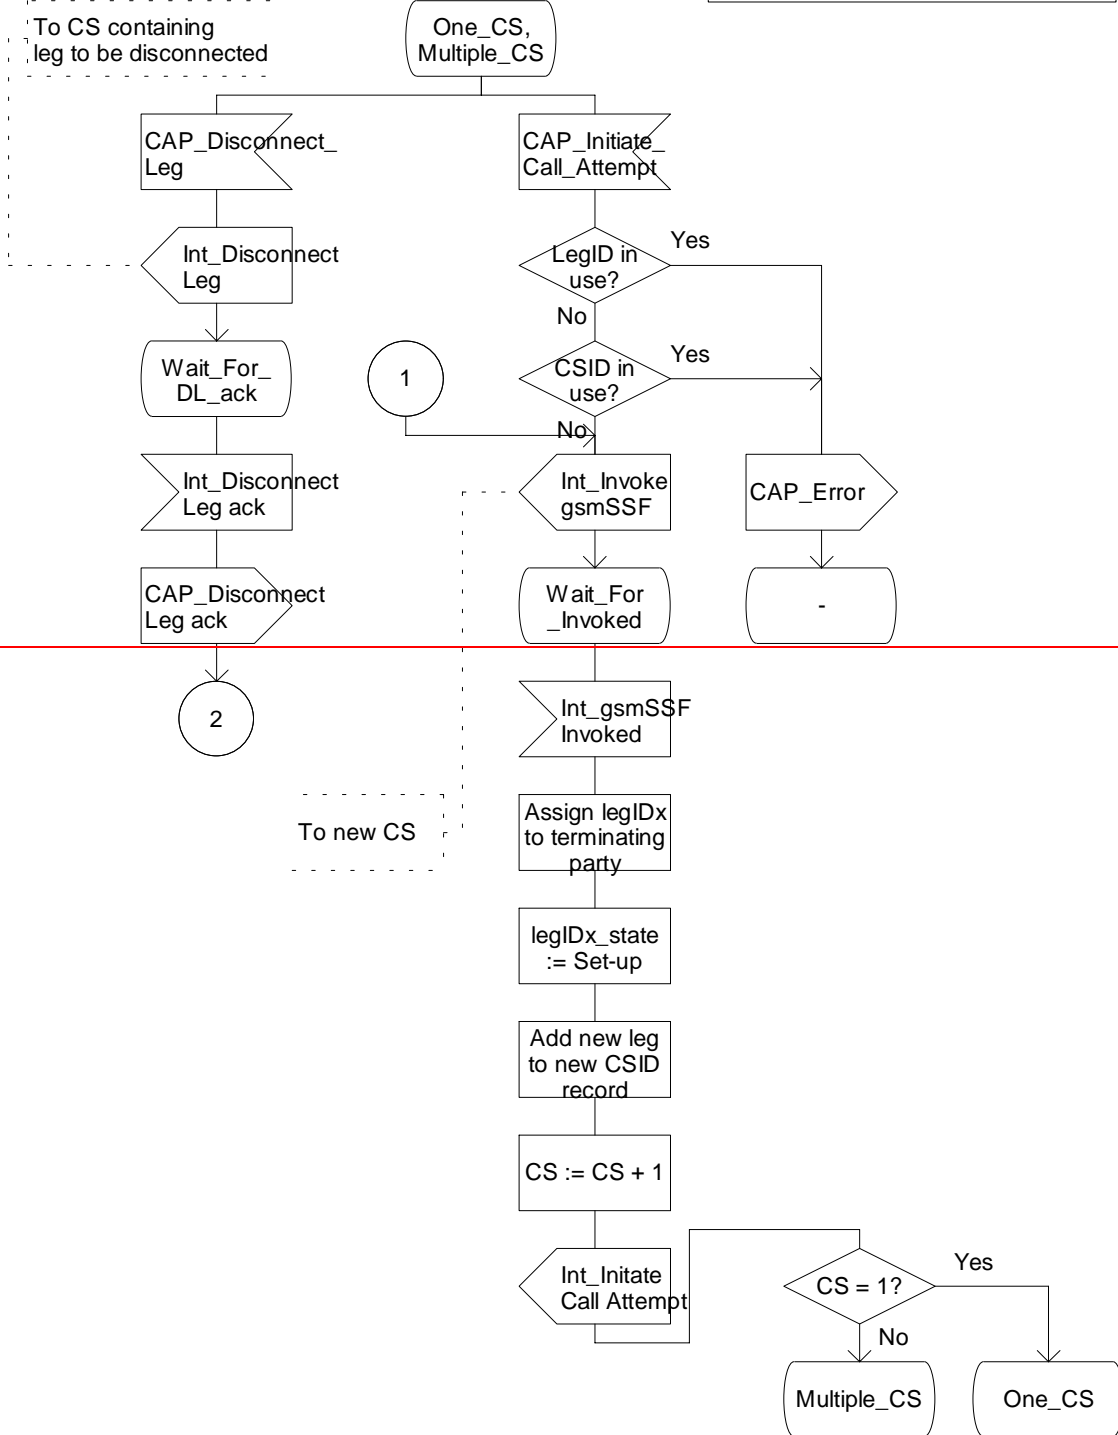 To CS containing
leg to be disconnected
One_CS,
Multiple_CS
CAP_Disconnect_
Leg
CAP_Initiate_
Call_Attempt
Int_Disconnect
Leg
LegID in
use?
Yes
No
Wait_For_
DL_ack
1
CSID in
use?
Yes
No
Int_Disconnect
Leg ack
Int_Invoke
gsmSSF
CAP_Error
CAP_Disconnect
Leg ack
Wait_For
_Invoked
-
2
Int_gsmSSF
Invoked
To new CS
Assign legIDx
to terminating
party
legIDx_state
:= Set-up
Add new leg
to new CSID
record
CS := CS + 1
Int_Initate
Call Attempt
CS = 1?
Yes
No
Multiple_CS
One_CS